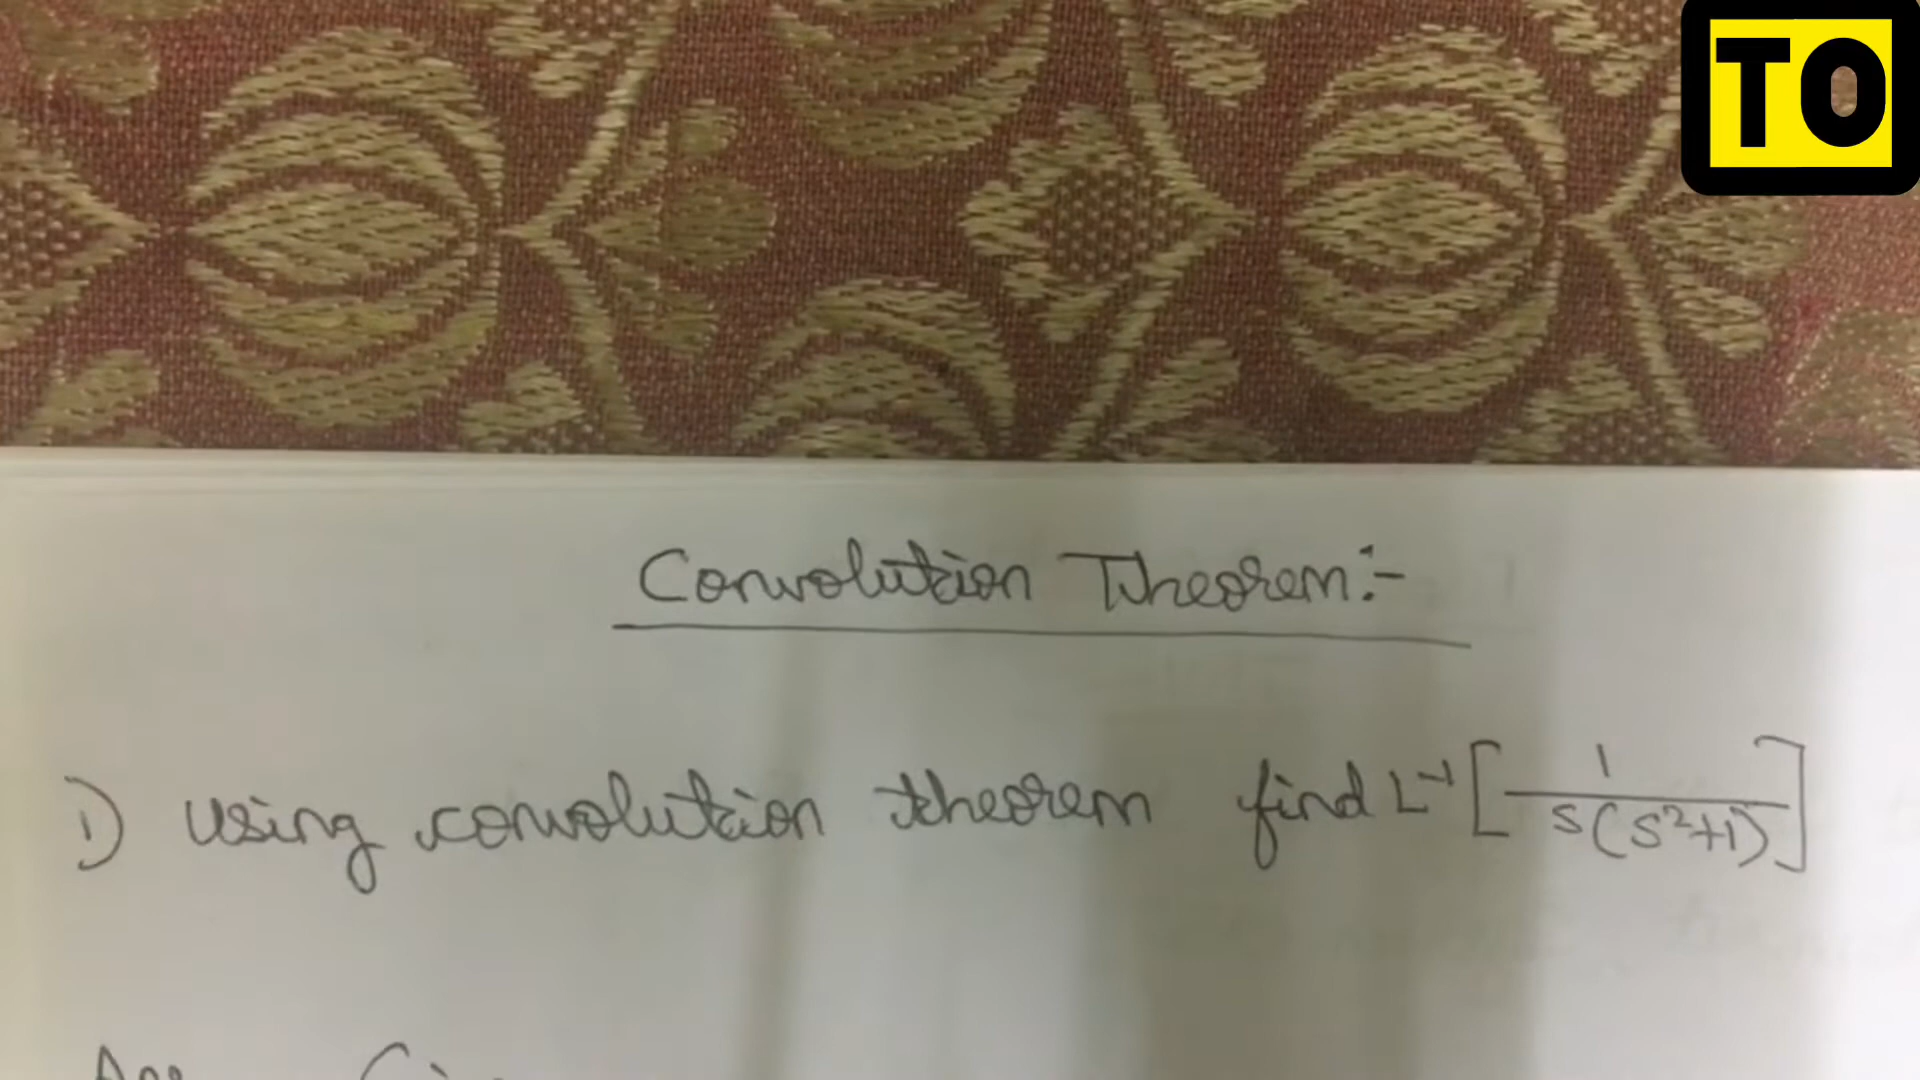 TO
Convolution Theorem:-
1) using convolution theorem find L⁻¹[1/s(s²+1)]